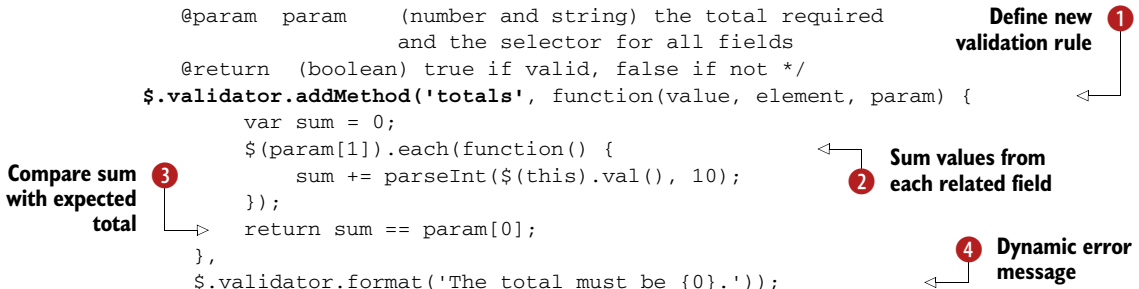 @param  param    (number and string) the total required
                 and the selector for all fields
@return  (boolean) true if valid, false if not */
Define new
validation rule
1
$.validator.addMethod('totals', function(value, element, param) {
    var sum = 0;
    $(param[1]).each(function() {
        sum += parseInt($(this).val(), 10);
    });
    return sum == param[0];
},
$.validator.format('The total must be {0}.'));
2
Sum values from
each related field
Compare sum
with expected
total
3
4
Dynamic error
message